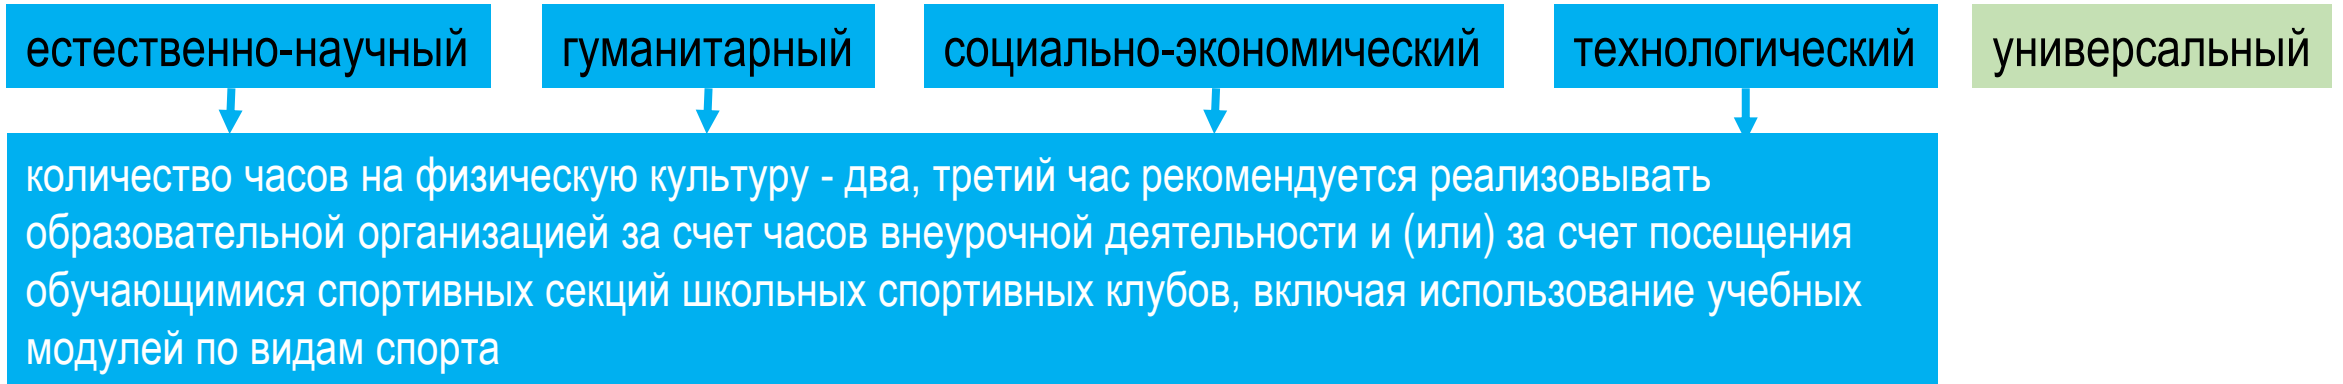 естественно-научный
гуманитарный
социально-экономический
технологический
универсальный
количество часов на физическую культуру - два, третий час рекомендуется реализовывать
образовательной организацией за счет часов внеурочной деятельности и (или) за счет посещения
обучающимися спортивных секций школьных спортивных клубов, включая использование учебных
модулей по видам спорта